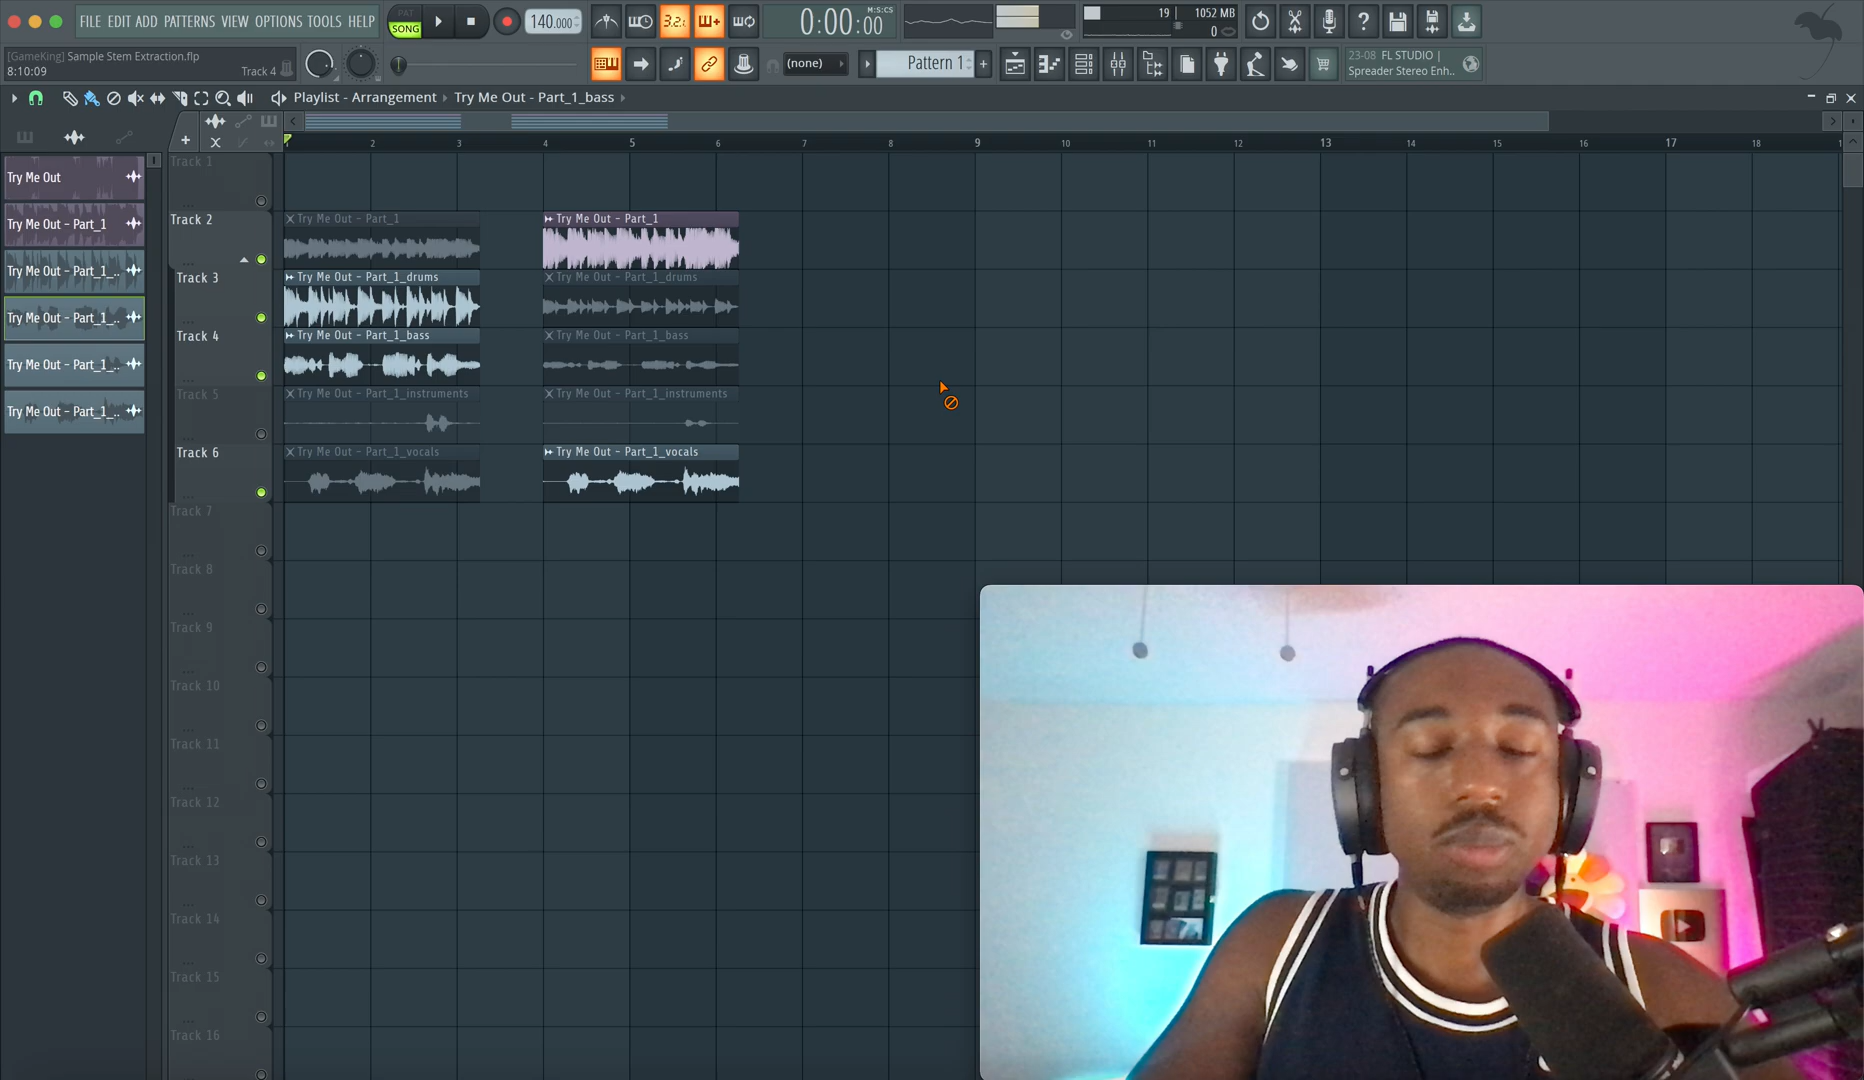 FILE EDIT ADD PATTERNS VIEW OPTIONS TOOLS HELP
PAT
SONG
140.000
3.2.
0:00:00
M:S:CS
19
1052 MB
0
[GameKing] Sample Stem Extraction.flp
8:10:09
Track 4
(none)
Pattern 1
23-08 FL STUDIO |
Spreader Stereo Enh..
Playlist - Arrangement
Try Me Out - Part_1_bass
1 2 3 4 5 6 7 8 9 10 11 12 13 14 15 16 17 18
Try Me Out
Try Me Out - Part_1
Try Me Out - Part_1_..
Try Me Out - Part_1_..
Try Me Out - Part_1_..
Try Me Out - Part_1_..
Track 1
Track 2
Try Me Out - Part_1
Try Me Out - Part_1
Track 3
Try Me Out - Part_1_drums
Try Me Out - Part_1_drums
Track 4
Try Me Out - Part_1_bass
Try Me Out - Part_1_bass
Track 5
Try Me Out - Part_1_instruments
Try Me Out - Part_1_instruments
Track 6
Try Me Out - Part_1_vocals
Try Me Out - Part_1_vocals
Track 7
Track 8
Track 9
Track 10
Track 11
Track 12
Track 13
Track 14
Track 15
Track 16